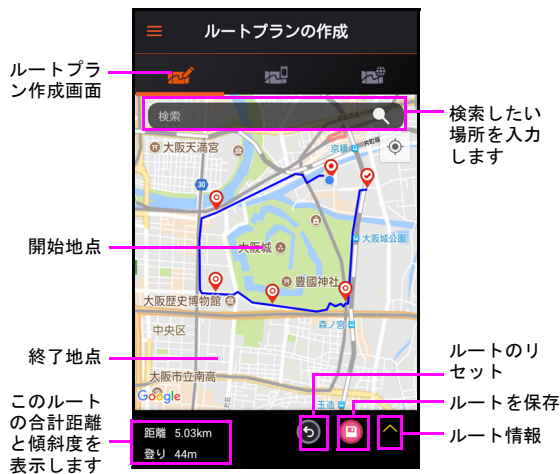 ルートプランの作成
ルートプラ
ン作成画面
検索
検索したい
場所を入力
します
大阪天満宮
京橋
片町線
30
開始地点
大阪城
大阪城公園
豊國神社
大阪歴史博物館
森ノ宮
中央区
終了地点
大阪市立南高
Google
玉造
ルートのリ
セット
ルートを保存
ルート情報
このルート
の合計距離
と傾斜度を
表示します
距離 5.03km
登り 44m